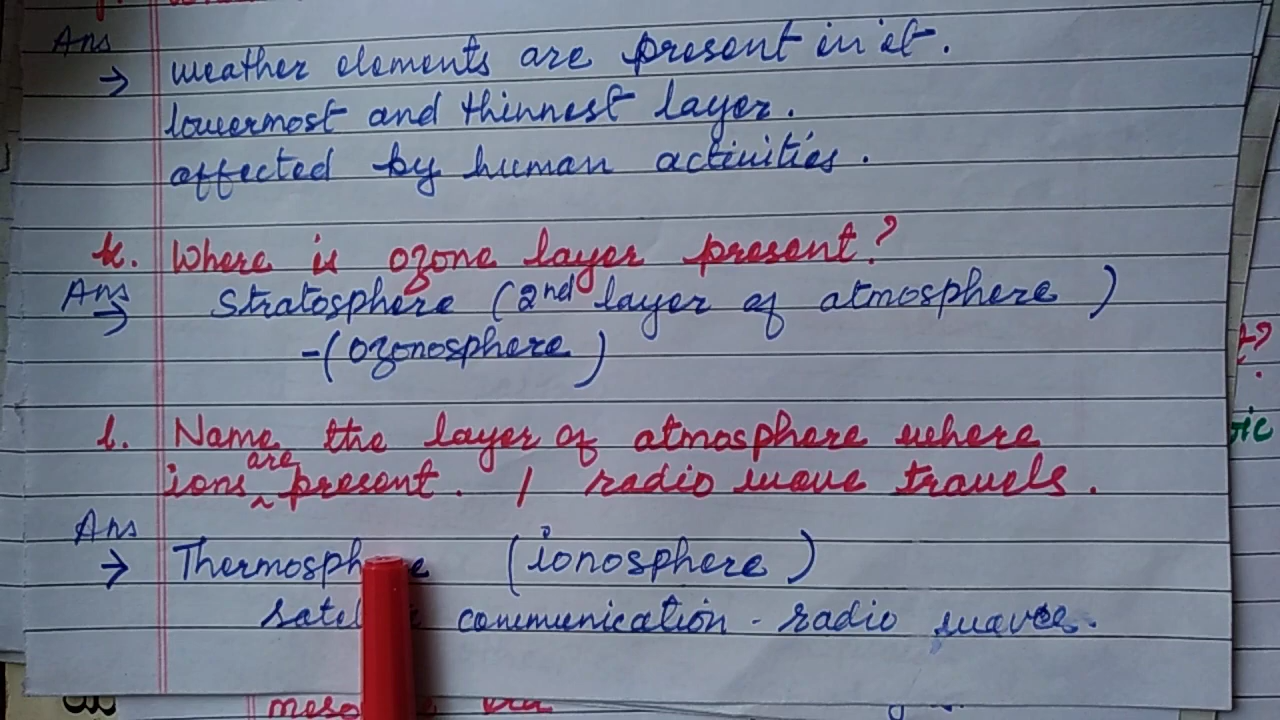 Ans
→ weather elements are present in it.
lowermost and thinnest layer.
affected by human activities.
k. Where is ozone layer present?
Ans
→ Stratosphere (2nd layer of atmosphere)
-(ozonosphere)
l. Name the layer of atmosphere where
ions are present. / radio wave travels.
Ans
→ (ionosphere)
communication - radio waves.